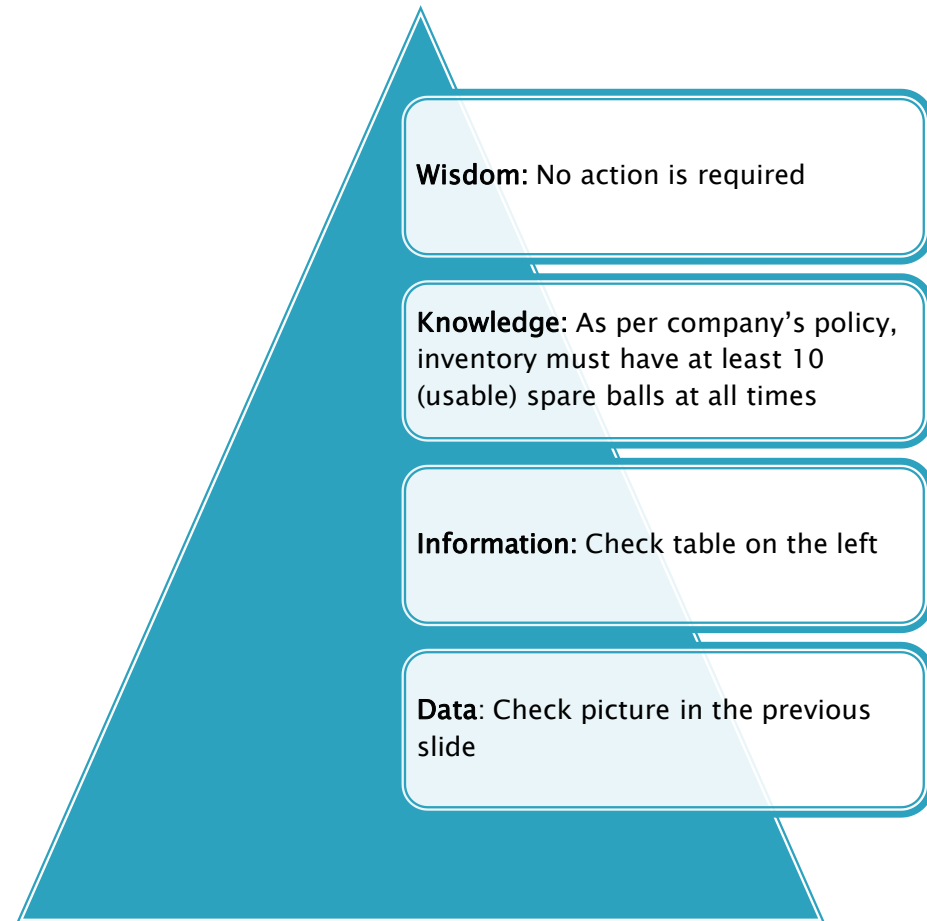 Wisdom: No action is required
Knowledge: As per company’s policy,
inventory must have at least 10
(usable) spare balls at all times
Information: Check table on the left
Data: Check picture in the previous
slide